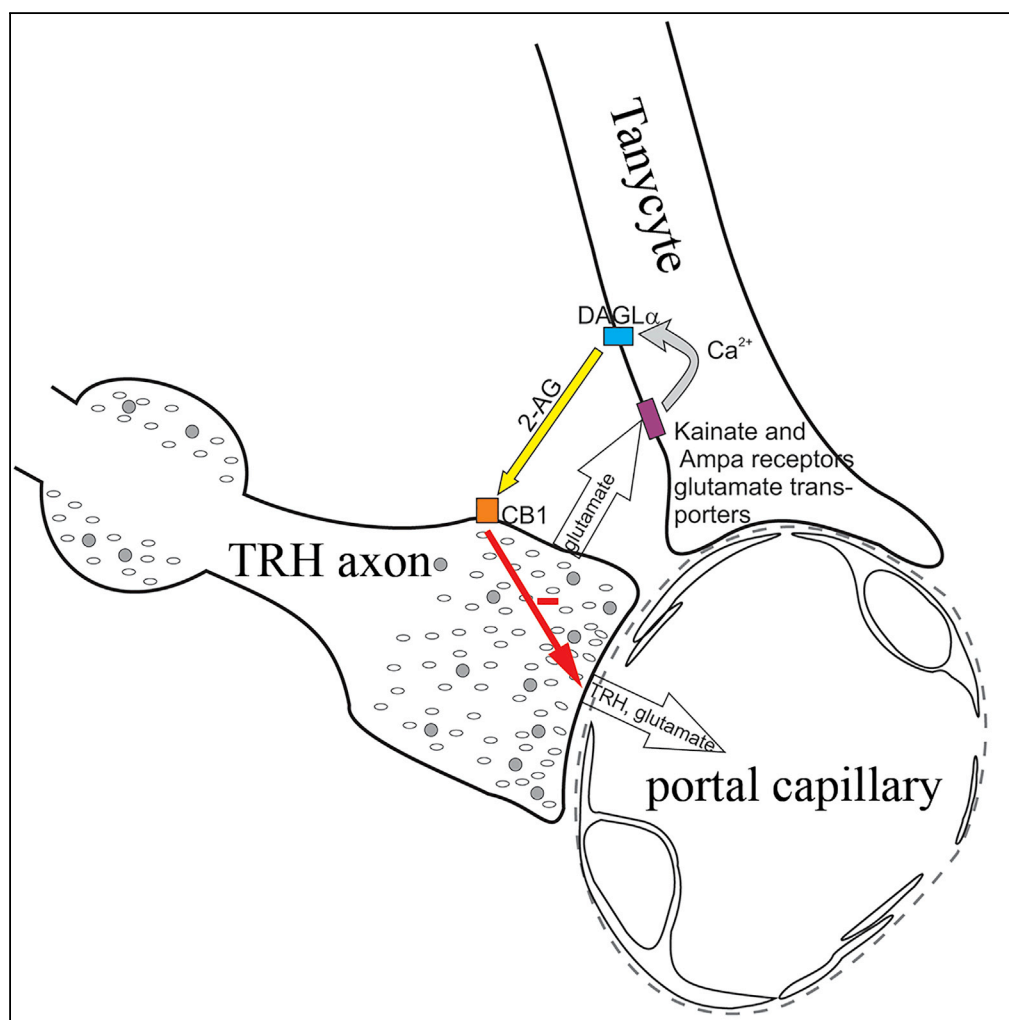 Tanycyte
DAGLα
Ca²⁺
2-AG
Kainate and
Ampa receptors
glutamate trans-
porters
glutamate
CB1
TRH axon
TRH, glutamate
portal capillary